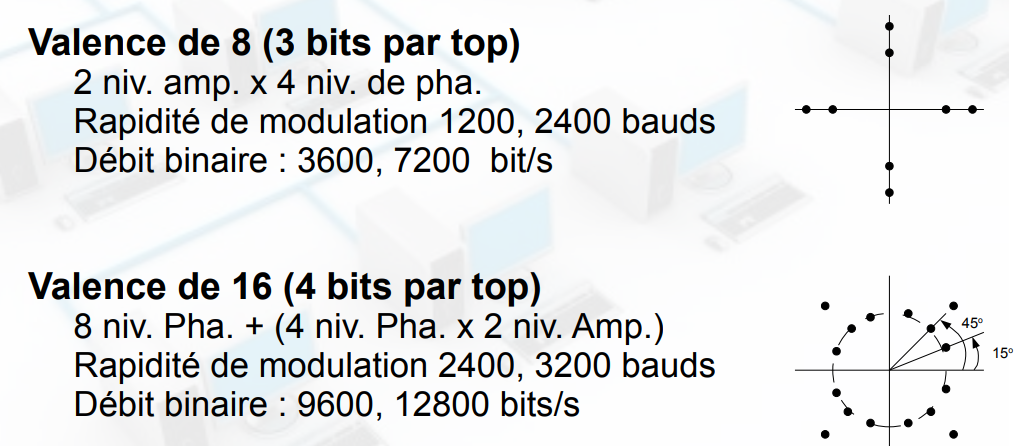 Valence de 8 (3 bits par top)
2 niv. amp. x 4 niv. de pha.
Rapidité de modulation 1200, 2400 bauds
Débit binaire : 3600, 7200 bit/s
Valence de 16 (4 bits par top)
8 niv. Pha. + (4 niv. Pha. x 2 niv. Amp.)
Rapidité de modulation 2400, 3200 bauds
Débit binaire : 9600, 12800 bits/s
45º
15º